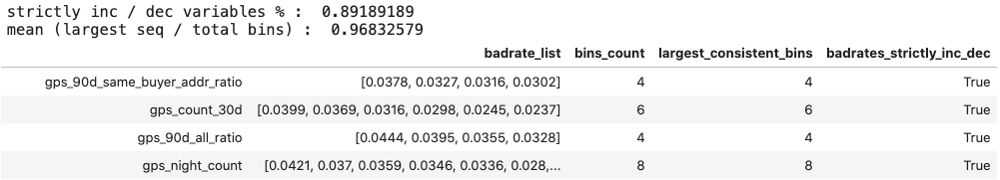 strictly inc / dec variables % :  0.89189189
mean (largest seq / total bins) :  0.96832579
badrate_list bins_count largest_consistent_bins badrates_strictly_inc_dec
gps_90d_same_buyer_addr_ratio [0.0378, 0.0327, 0.0316, 0.0302] 4 4 True
gps_count_30d [0.0399, 0.0369, 0.0316, 0.0298, 0.0245, 0.0237] 6 6 True
gps_90d_all_ratio [0.0444, 0.0395, 0.0355, 0.0328] 4 4 True
gps_night_count [0.0421, 0.037, 0.0359, 0.0346, 0.0336, 0.028,... 8 8 True